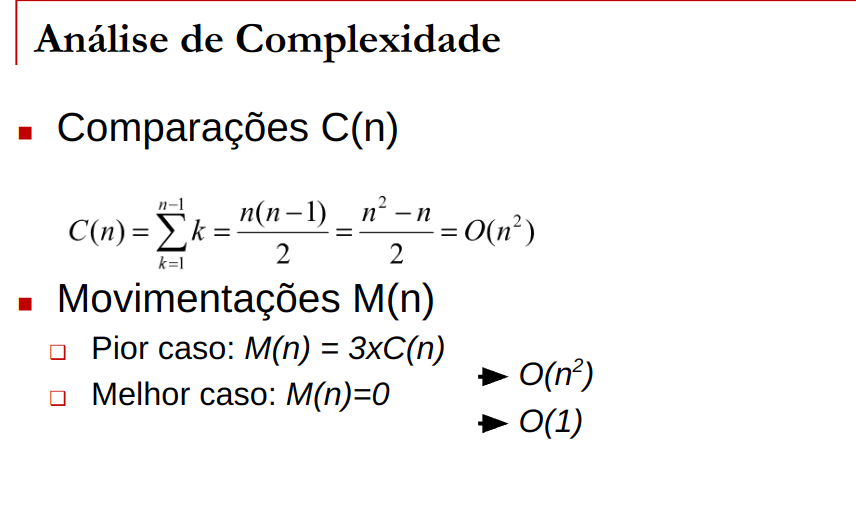 Análise de Complexidade
Comparações C(n)
C(n) = \sum_{k=1}^{n-1} k = \frac{n(n-1)}{2} = \frac{n^2 - n}{2} = O(n^2)
Movimentações M(n)
Pior caso: M(n) = 3xC(n)
O(n²)
Melhor caso: M(n)=0
O(1)